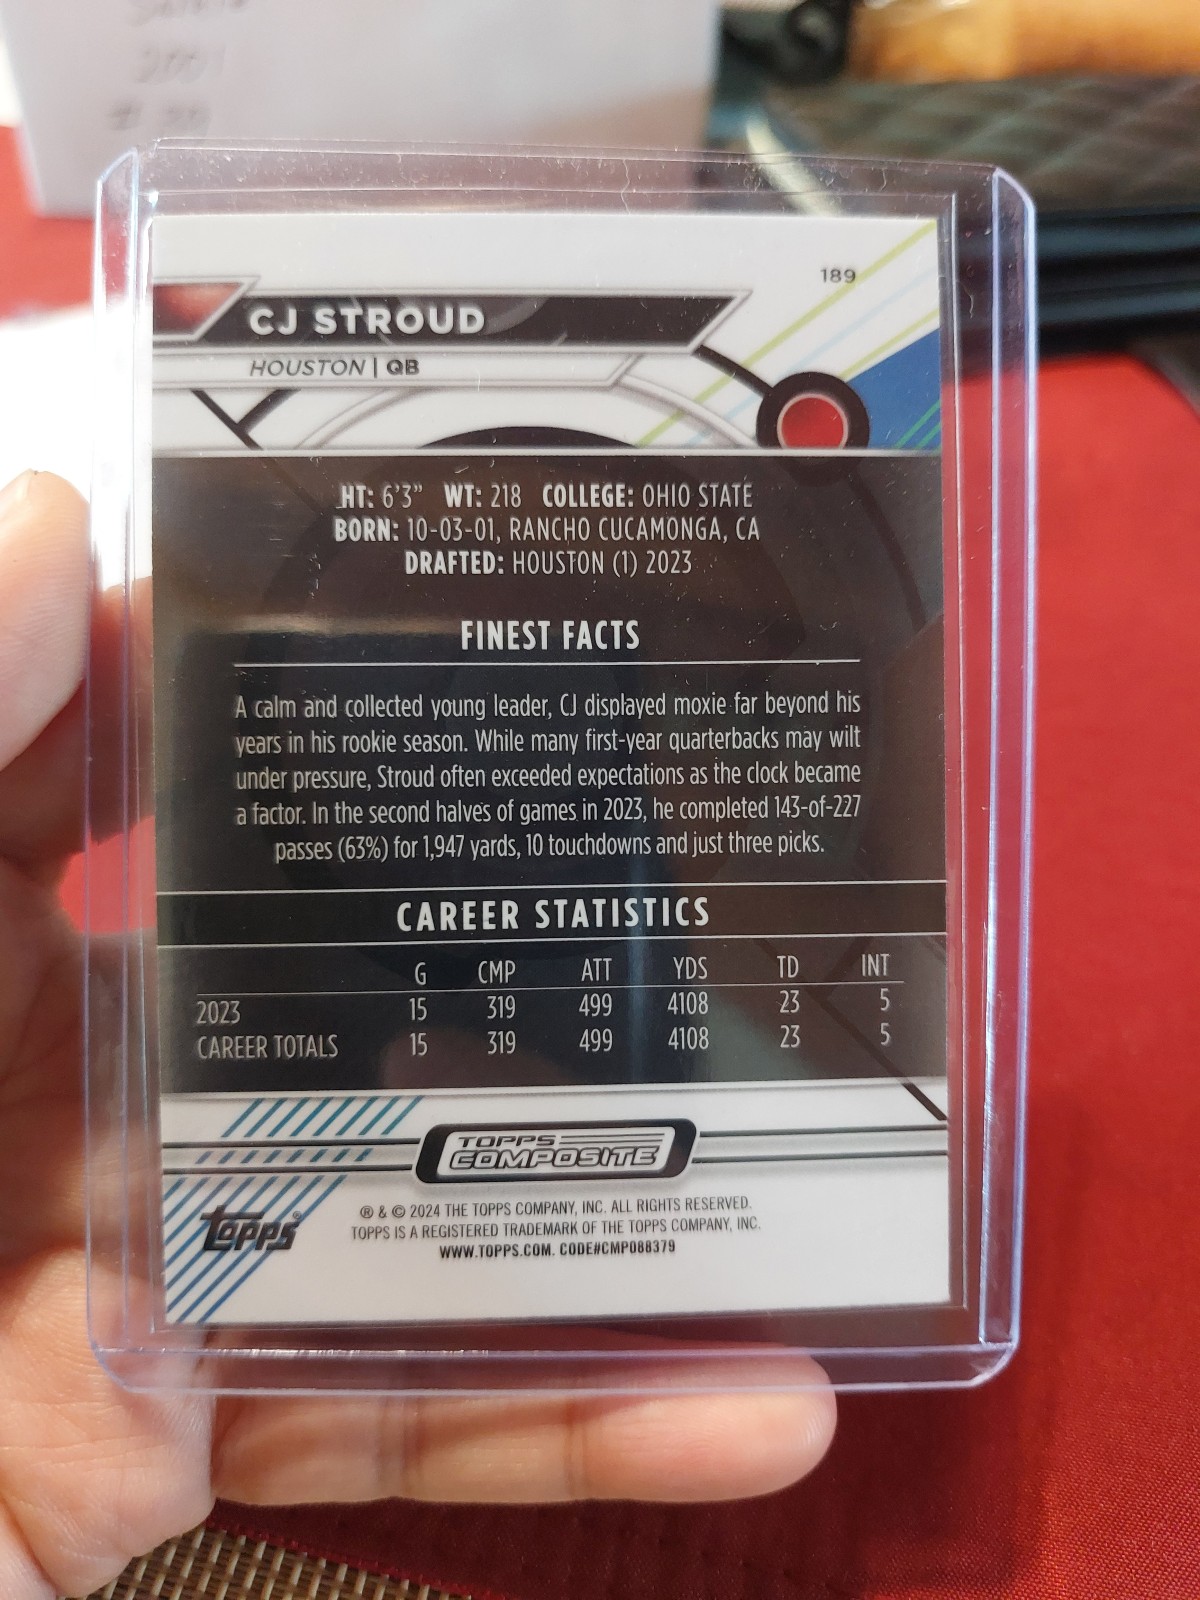 2001
189
CJ STROUD
HOUSTON | QB
HT: 6'3" WT: 218 COLLEGE: OHIO STATE
BORN: 10-03-01, RANCHO CUCAMONGA, CA
DRAFTED: HOUSTON (1) 2023
FINEST FACTS
A calm and collected young leader, CJ displayed moxie far beyond his
years in his rookie season. While many first-year quarterbacks may wilt
under pressure, Stroud often exceeded expectations as the clock became
a factor. In the second halves of games in 2023, he completed 143-of-227
passes (63%) for 1,947 yards, 10 touchdowns and just three picks.
CAREER STATISTICS
G CMP ATT YDS TD INT
2023 15 319 499 4108 23 5
CAREER TOTALS 15 319 499 4108 23 5
TOPPS
COMPOSITE
topps®
® & © 2024 THE TOPPS COMPANY, INC. ALL RIGHTS RESERVED.
TOPPS IS A REGISTERED TRADEMARK OF THE TOPPS COMPANY, INC.
WWW.TOPPS.COM. CODE#CMP088379